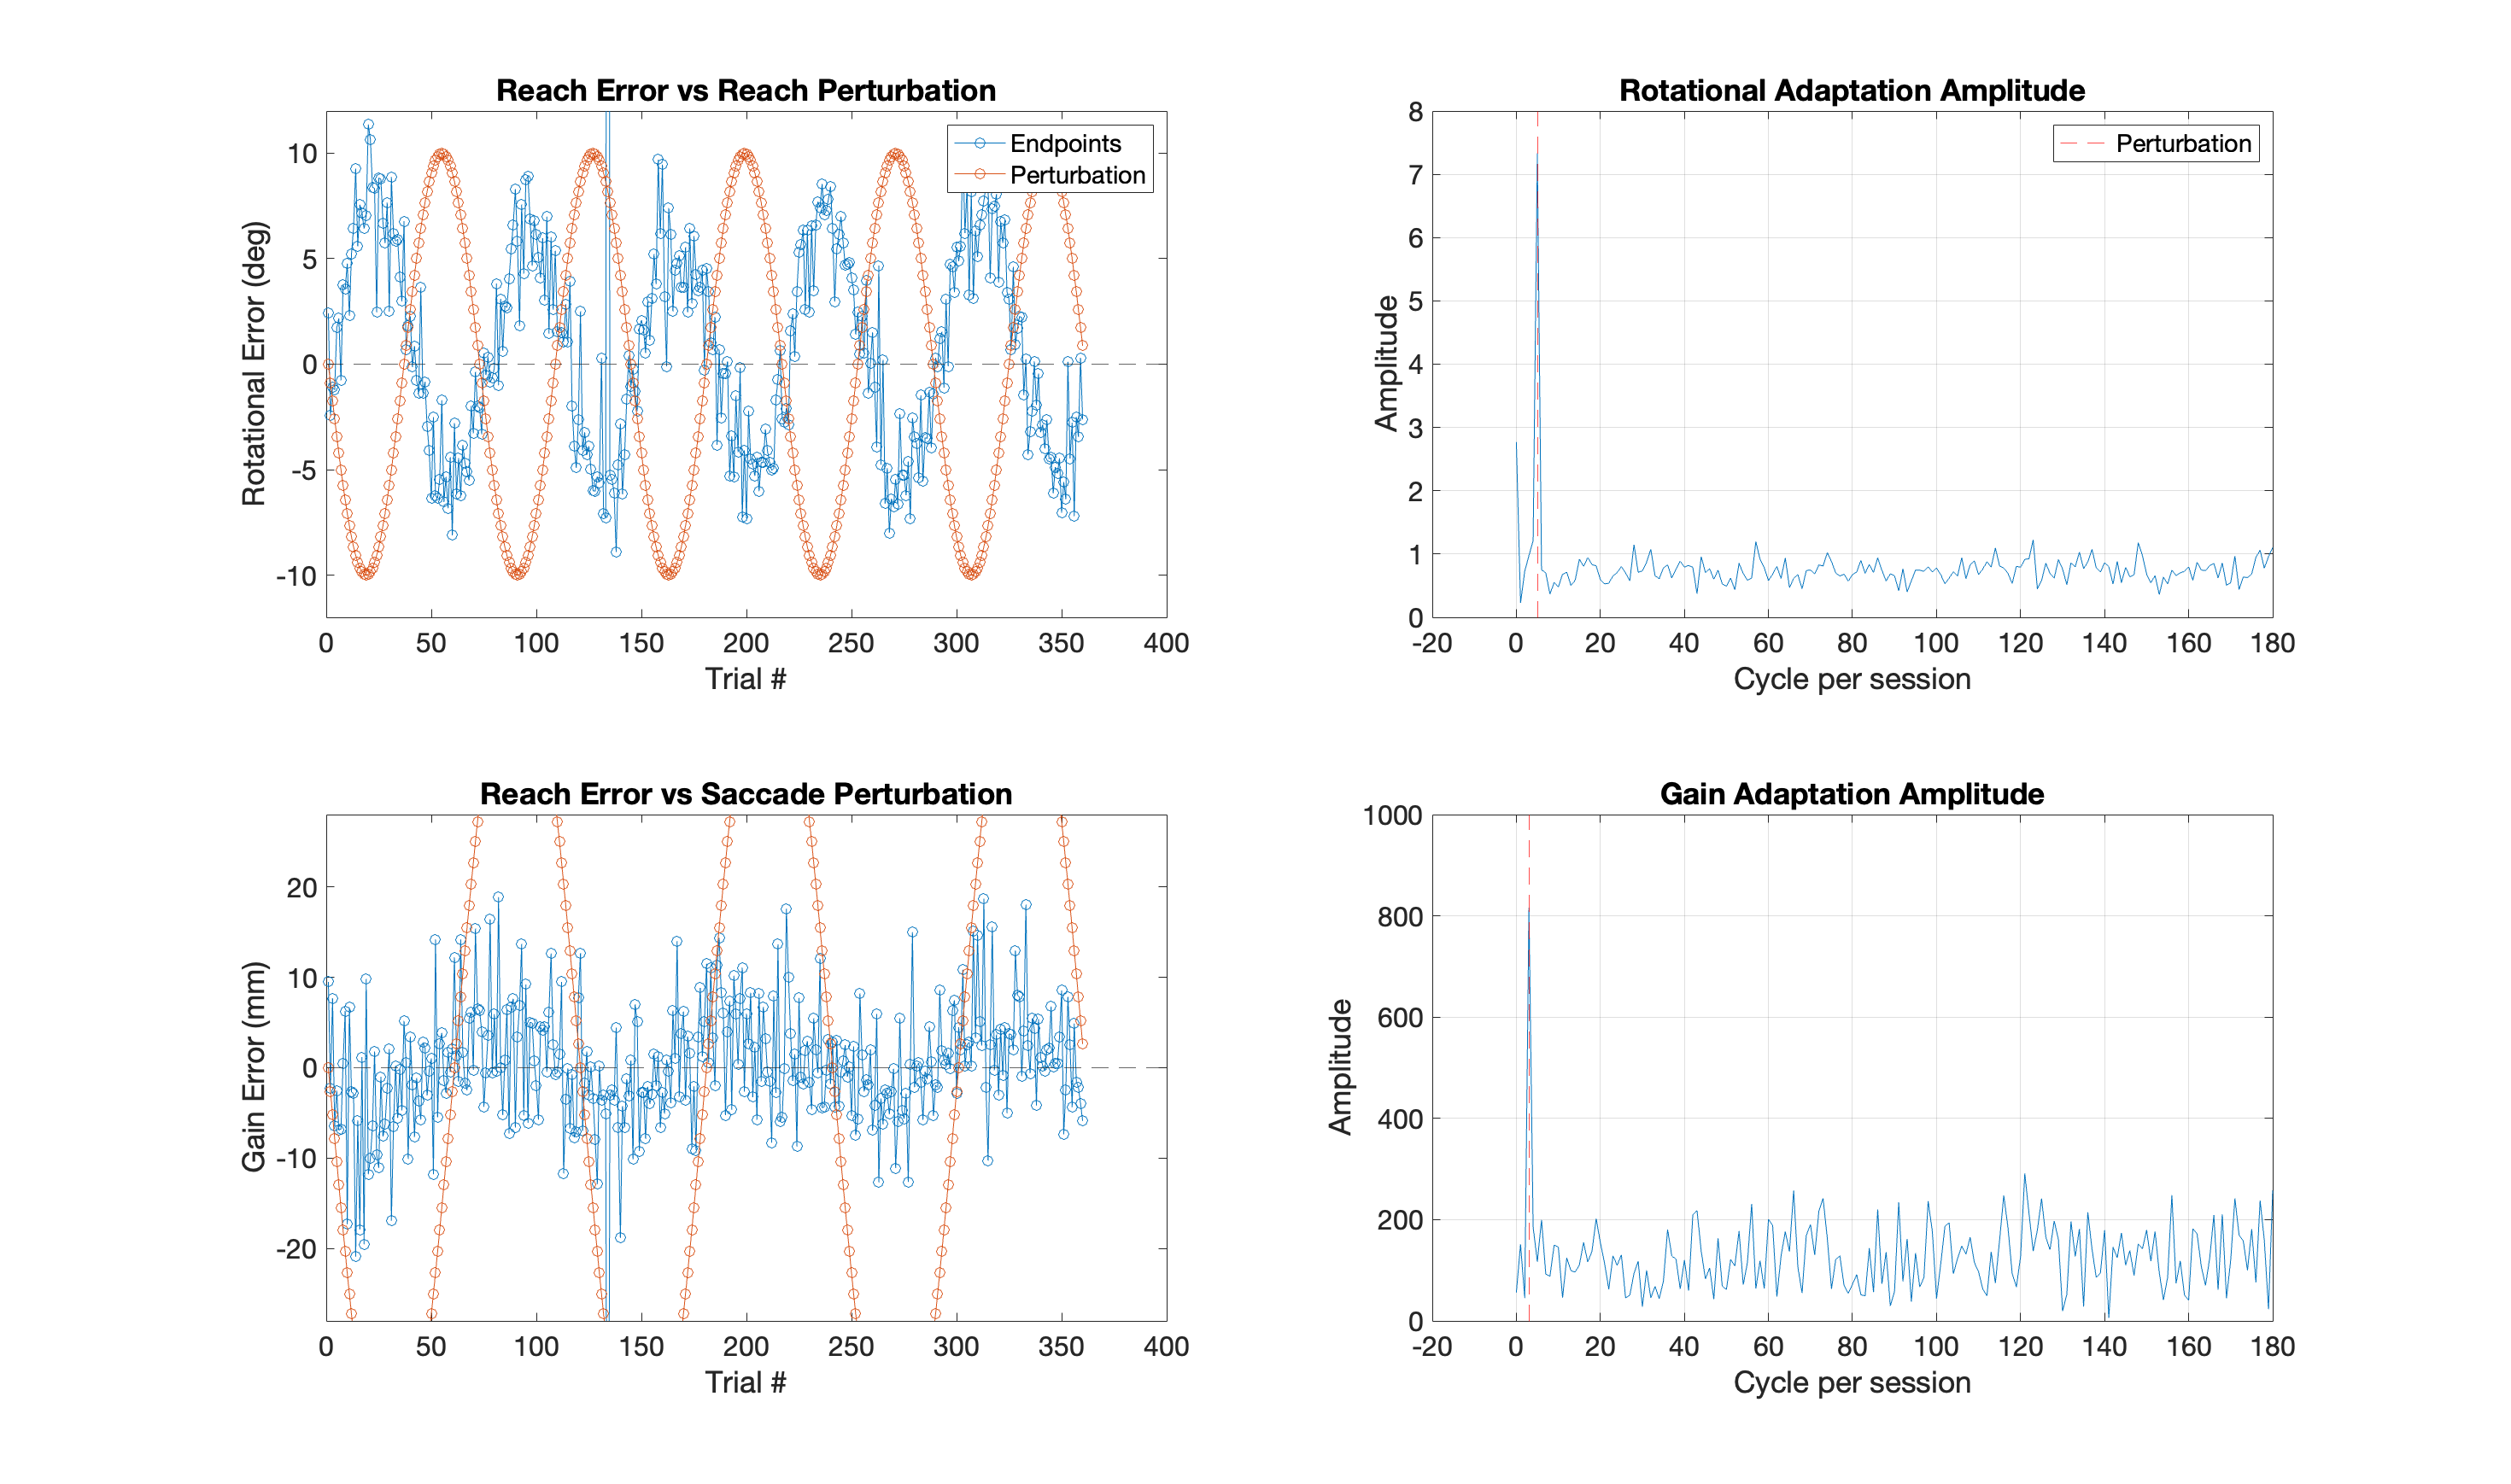 Reach Error vs Reach Perturbation
Rotational Error (deg)
10
5
0
-5
-10
Endpoints
Perturbation
0 50 100 150 200 250 300 350 400
Trial #
Rotational Adaptation Amplitude
Amplitude
8
7
6
5
4
3
2
1
0
Perturbation
-20 0 20 40 60 80 100 120 140 160 180
Cycle per session
Reach Error vs Saccade Perturbation
Gain Error (mm)
20
10
0
-10
-20
0 50 100 150 200 250 300 350 400
Trial #
Gain Adaptation Amplitude
Amplitude
1000
800
600
400
200
0
-20 0 20 40 60 80 100 120 140 160 180
Cycle per session